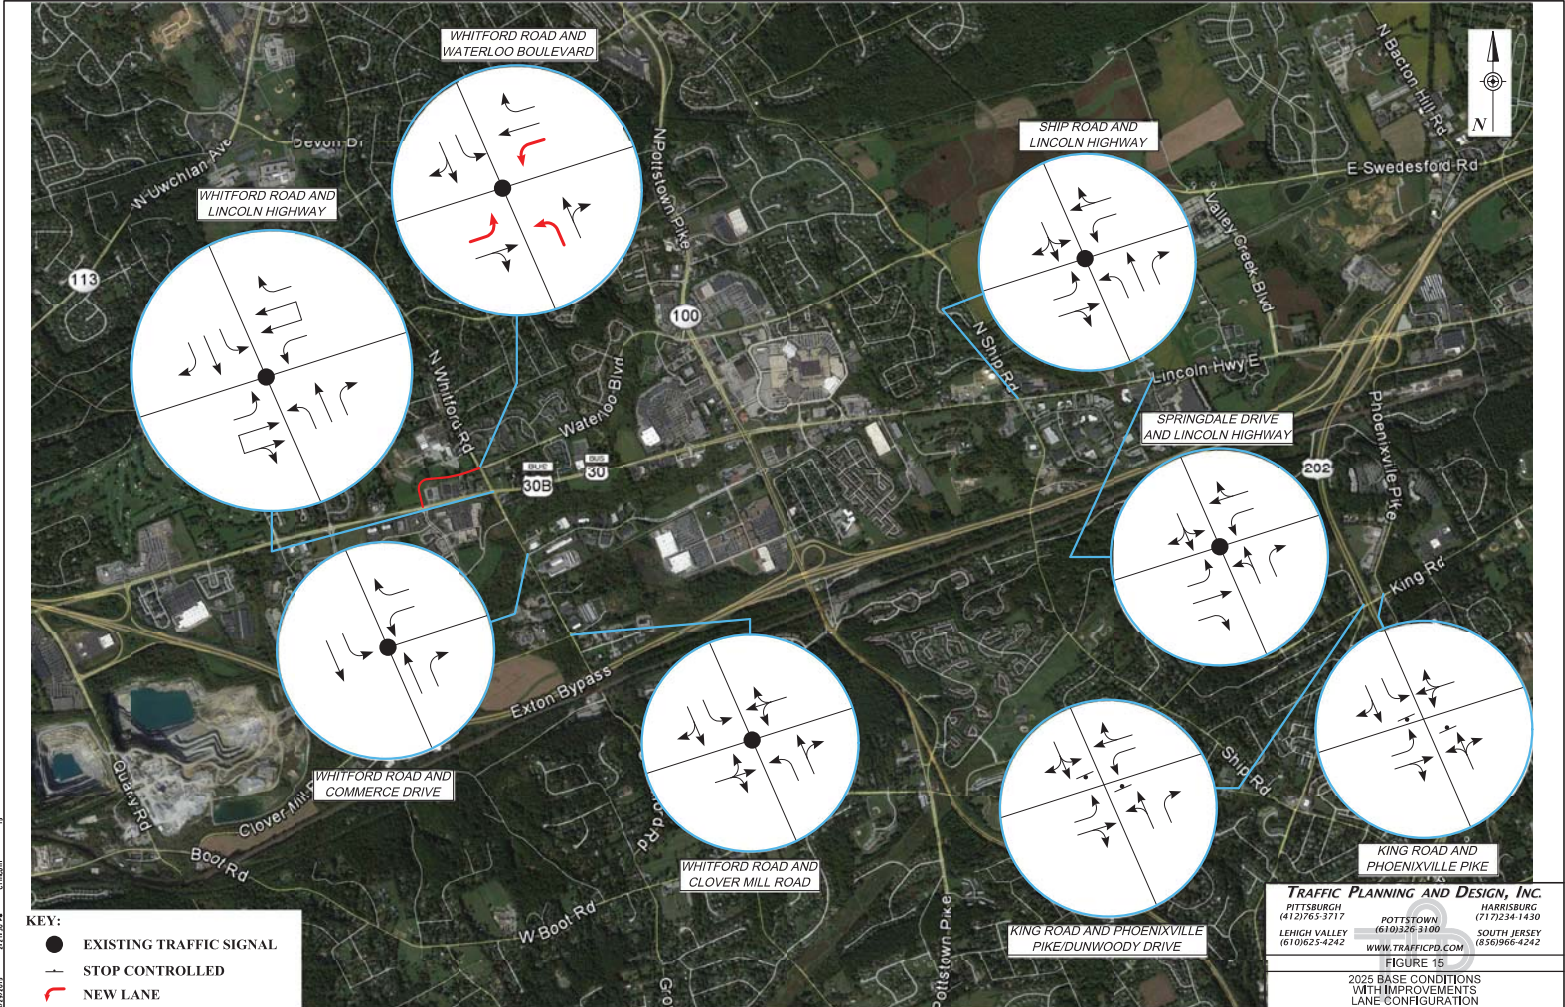 WHITFORD ROAD AND
WATERLOO BOULEVARD
SHIP ROAD AND
LINCOLN HIGHWAY
N Bacton Hill Rd
N
W Uwchlan Ave
Devon Dr
N Pottstown Pike
E Swedesford Rd
WHITFORD ROAD AND
LINCOLN HIGHWAY
Valley Creek Blvd
113
100
N Ship Rd
N Whitford Rd
Waterloo Blvd
Lincoln Hwy E
SPRINGDALE DRIVE
AND LINCOLN HIGHWAY
Phoenixville Pike
BUS
30
30B
202
King Rd
Exton Bypass
Quarry Rd
WHITFORD ROAD AND
COMMERCE DRIVE
Clover Mill
Ship Rd
Boot Rd
WHITFORD ROAD AND
CLOVER MILL ROAD
KING ROAD AND
PHOENIXVILLE PIKE
W Boot Rd
Pottstown Pike
KING ROAD AND PHOENIXVILLE
PIKE/DUNWOODY DRIVE
KEY:
EXISTING TRAFFIC SIGNAL
STOP CONTROLLED
NEW LANE
TRAFFIC PLANNING AND DESIGN, INC.
PITTSBURGH
(412)765-3717
HARRISBURG
(717)234-1430
POTTSTOWN
(610)326-3100
LEHIGH VALLEY
(610)625-4242
SOUTH JERSEY
(856)966-4242
WWW.TRAFFICPD.COM
FIGURE 15
2025 BASE CONDITIONS
WITH IMPROVEMENTS
LANE CONFIGURATION